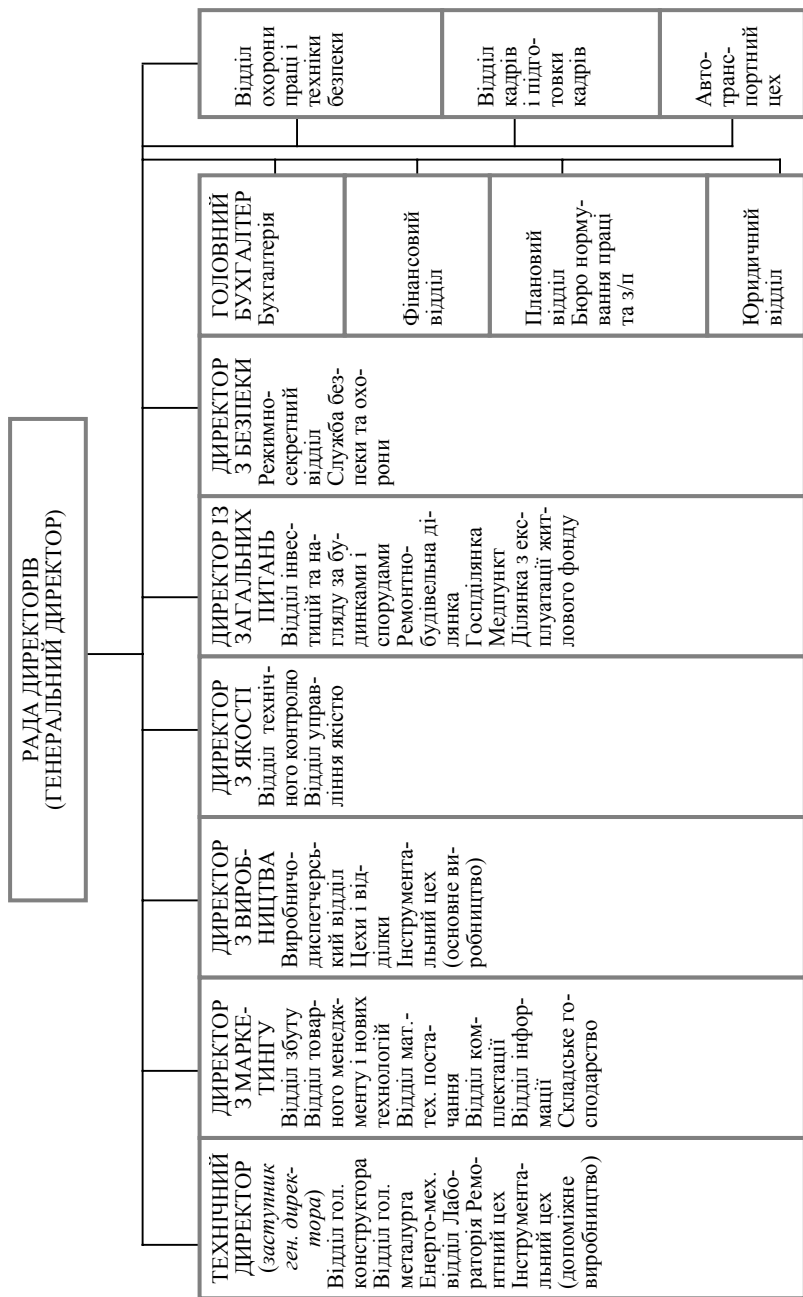 РАДА ДИРЕКТОРІВ
(ГЕНЕРАЛЬНИЙ ДИРЕКТОР)
ТЕХНІЧНИЙ
ДИРЕКТОР
(заступник
ген. дирек-
тора)
Відділ гол.
конструктора
Відділ гол.
металурга
Енерго-мех.
відділ Лабо-
раторія Ремо-
нтний цех
Інструмента-
льний цех
(допоміжне
виробництво)
ДИРЕКТОР
З МАРКЕ-
ТИНГУ
Відділ збуту
Відділ товар-
ного менедж-
менту і нових
технологій
Відділ мат.-
тех. поста-
чання
Відділ ком-
плектації
Відділ інфор-
мації
Складське го-
сподарство
ДИРЕКТОР
З ВИРОБ-
НИЦТВА
Виробничо-
диспетчерсь-
кий відділ
Цехи і від-
ділки
Інструмента-
льний цех
(основне ви-
робництво)
ДИРЕКТОР
З ЯКОСТІ
Відділ техніч-
ного контролю
Відділ управ-
ління якістю
ДИРЕКТОР ІЗ
ЗАГАЛЬНИХ
ПИТАНЬ
Відділ інвес-
тицій та на-
гляду за бу-
динками і
спорудами
Ремонтно-
будівельна ді-
лянка
Госпділянка
Медпункт
Ділянка з екс-
плуатації жит-
лового фонду
ДИРЕКТОР
З БЕЗПЕКИ
Режимно-
секретний
відділ
Служба без-
пеки та охо-
рони
ГОЛОВНИЙ
БУХГАЛТЕР
Бухгалтерія
Фінансовий
відділ
Плановий
відділ
Бюро норму-
вання праці
та з/п
Юридичний
відділ
Відділ
охорони
праці і
техніки
безпеки
Відділ
кадрів
і підго-
товки
кадрів
Авто-
транс-
портний
цех